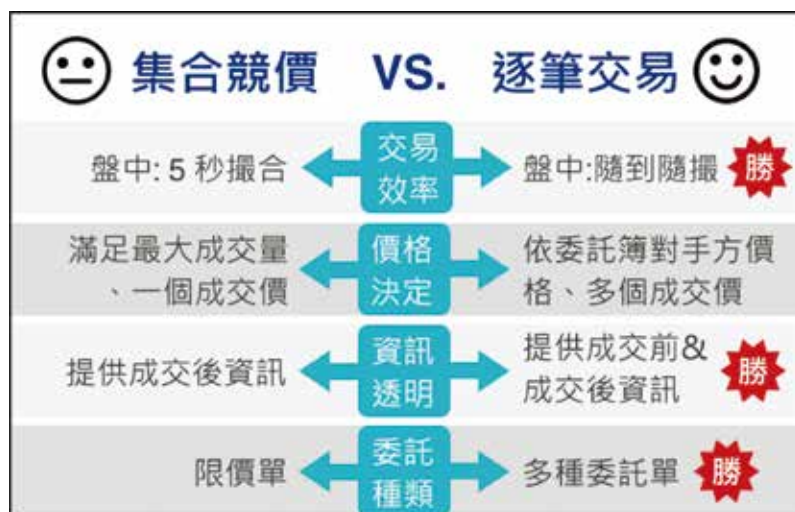 集合競價 VS. 逐筆交易
盤中: 5 秒撮合
交易
效率
盤中:隨到隨撮
勝
滿足最大成交量
、一個成交價
價格
決定
依委託簿對手方價
格、多個成交價
提供成交後資訊
資訊
透明
提供成交前&
成交後資訊
勝
限價單
委託
種類
多種委託單
勝